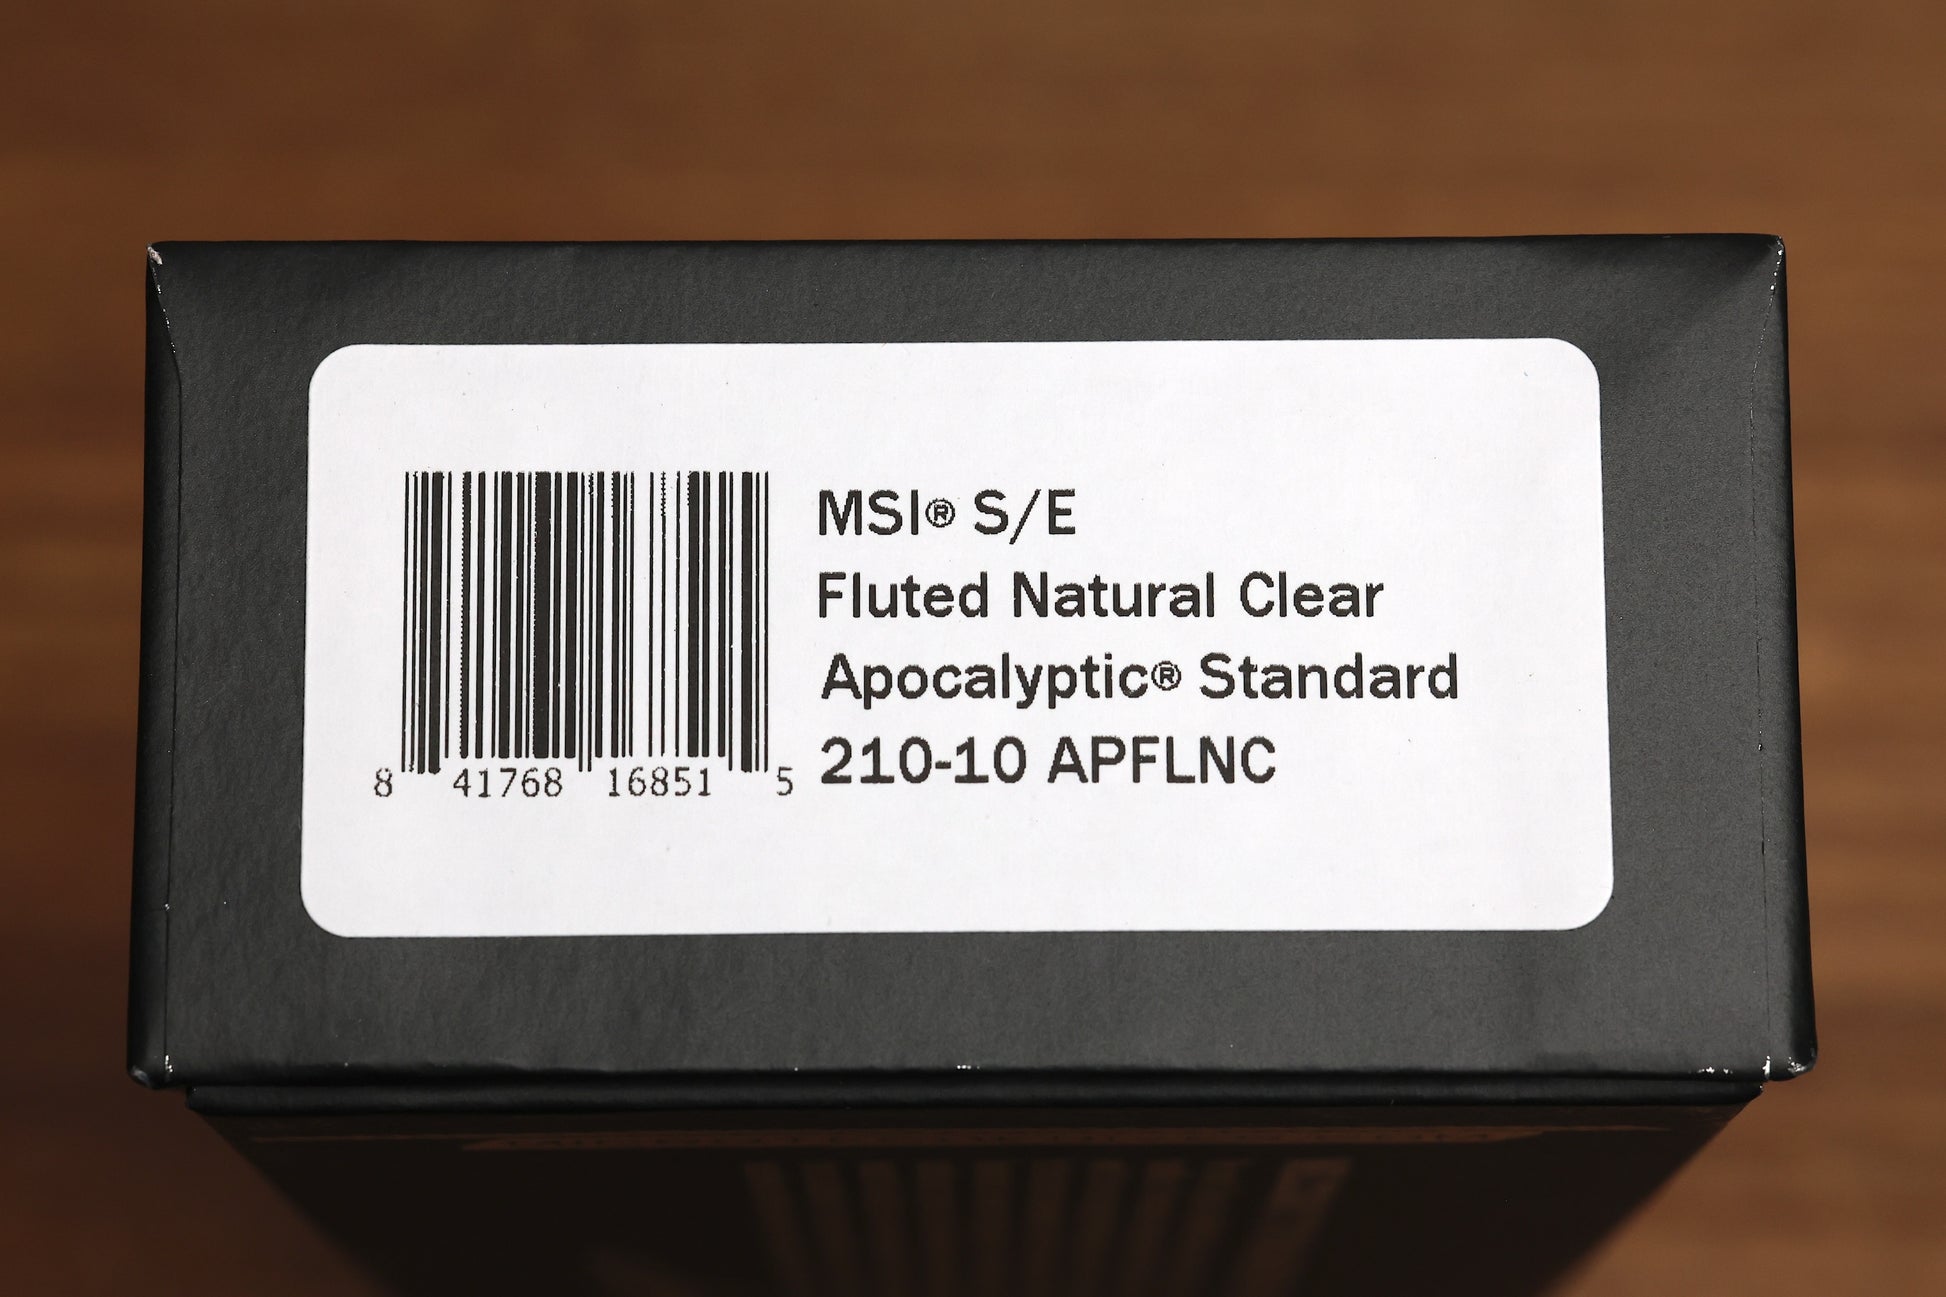 MSI® S/E
Fluted Natural Clear
Apocalyptic® Standard
210-10 APFLNC
8 41768 16851 5